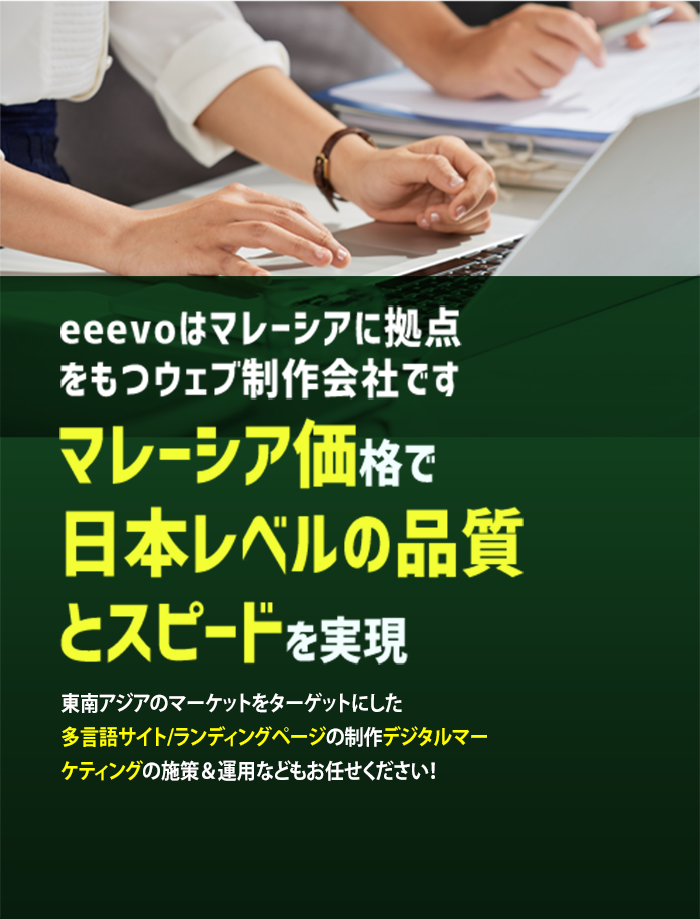 eeevoはマレーシアに拠点
をもつウェブ制作会社です
マレーシア価格で
日本レベルの品質
とスピードを実現
東南アジアのマーケットをターゲットにした
多言語サイト/ランディングページの制作デジタルマー
ケティングの施策＆運用などもお任せください！